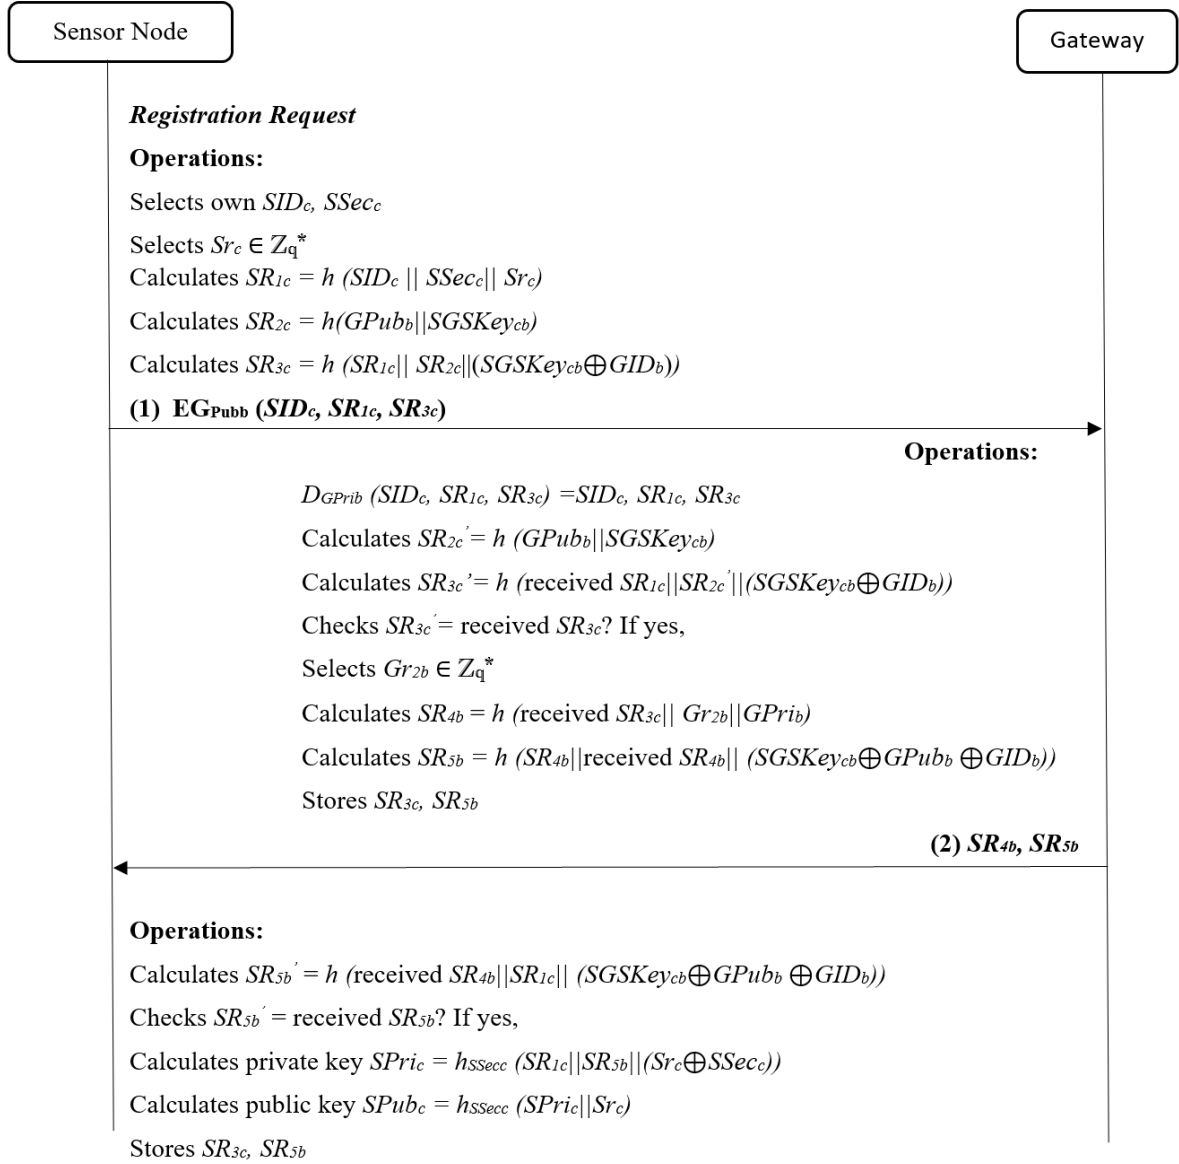 Sensor Node
Gateway
Registration Request
Operations:
Selects own SIDc, SSecc
Selects Src ∈ ℤq*
Calculates SR1c = h (SIDc || SSecc|| Src)
Calculates SR2c = h(GPubb||SGSKeycb)
Calculates SR3c = h (SR1c|| SR2c||(SGSKeycb⊕GIDb))
(1) EGPubb (SIDc, SR1c, SR3c)
Operations:
DGPrib (SIDc, SR1c, SR3c) =SIDc, SR1c, SR3c
Calculates SR2c' = h (GPubb||SGSKeycb)
Calculates SR3c'= h (received SR1c||SR2c'||(SGSKeycb⊕GIDb))
Checks SR3c' = received SR3c? If yes,
Selects Gr2b ∈ ℤq*
Calculates SR4b = h (received SR3c|| Gr2b||GPrib)
Calculates SR5b = h (SR4b||received SR4b|| (SGSKeycb⊕GPubb ⊕GIDb))
Stores SR3c, SR5b
(2) SR4b, SR5b
Operations:
Calculates SR5b' = h (received SR4b||SR1c|| (SGSKeycb⊕GPubb ⊕GIDb))
Checks SR5b' = received SR5b? If yes,
Calculates private key SPric = hSSecc (SR1c||SR5b||(Src⊕SSecc))
Calculates public key SPubc = hSSecc (SPric||Src)
Stores SR3c, SR5b